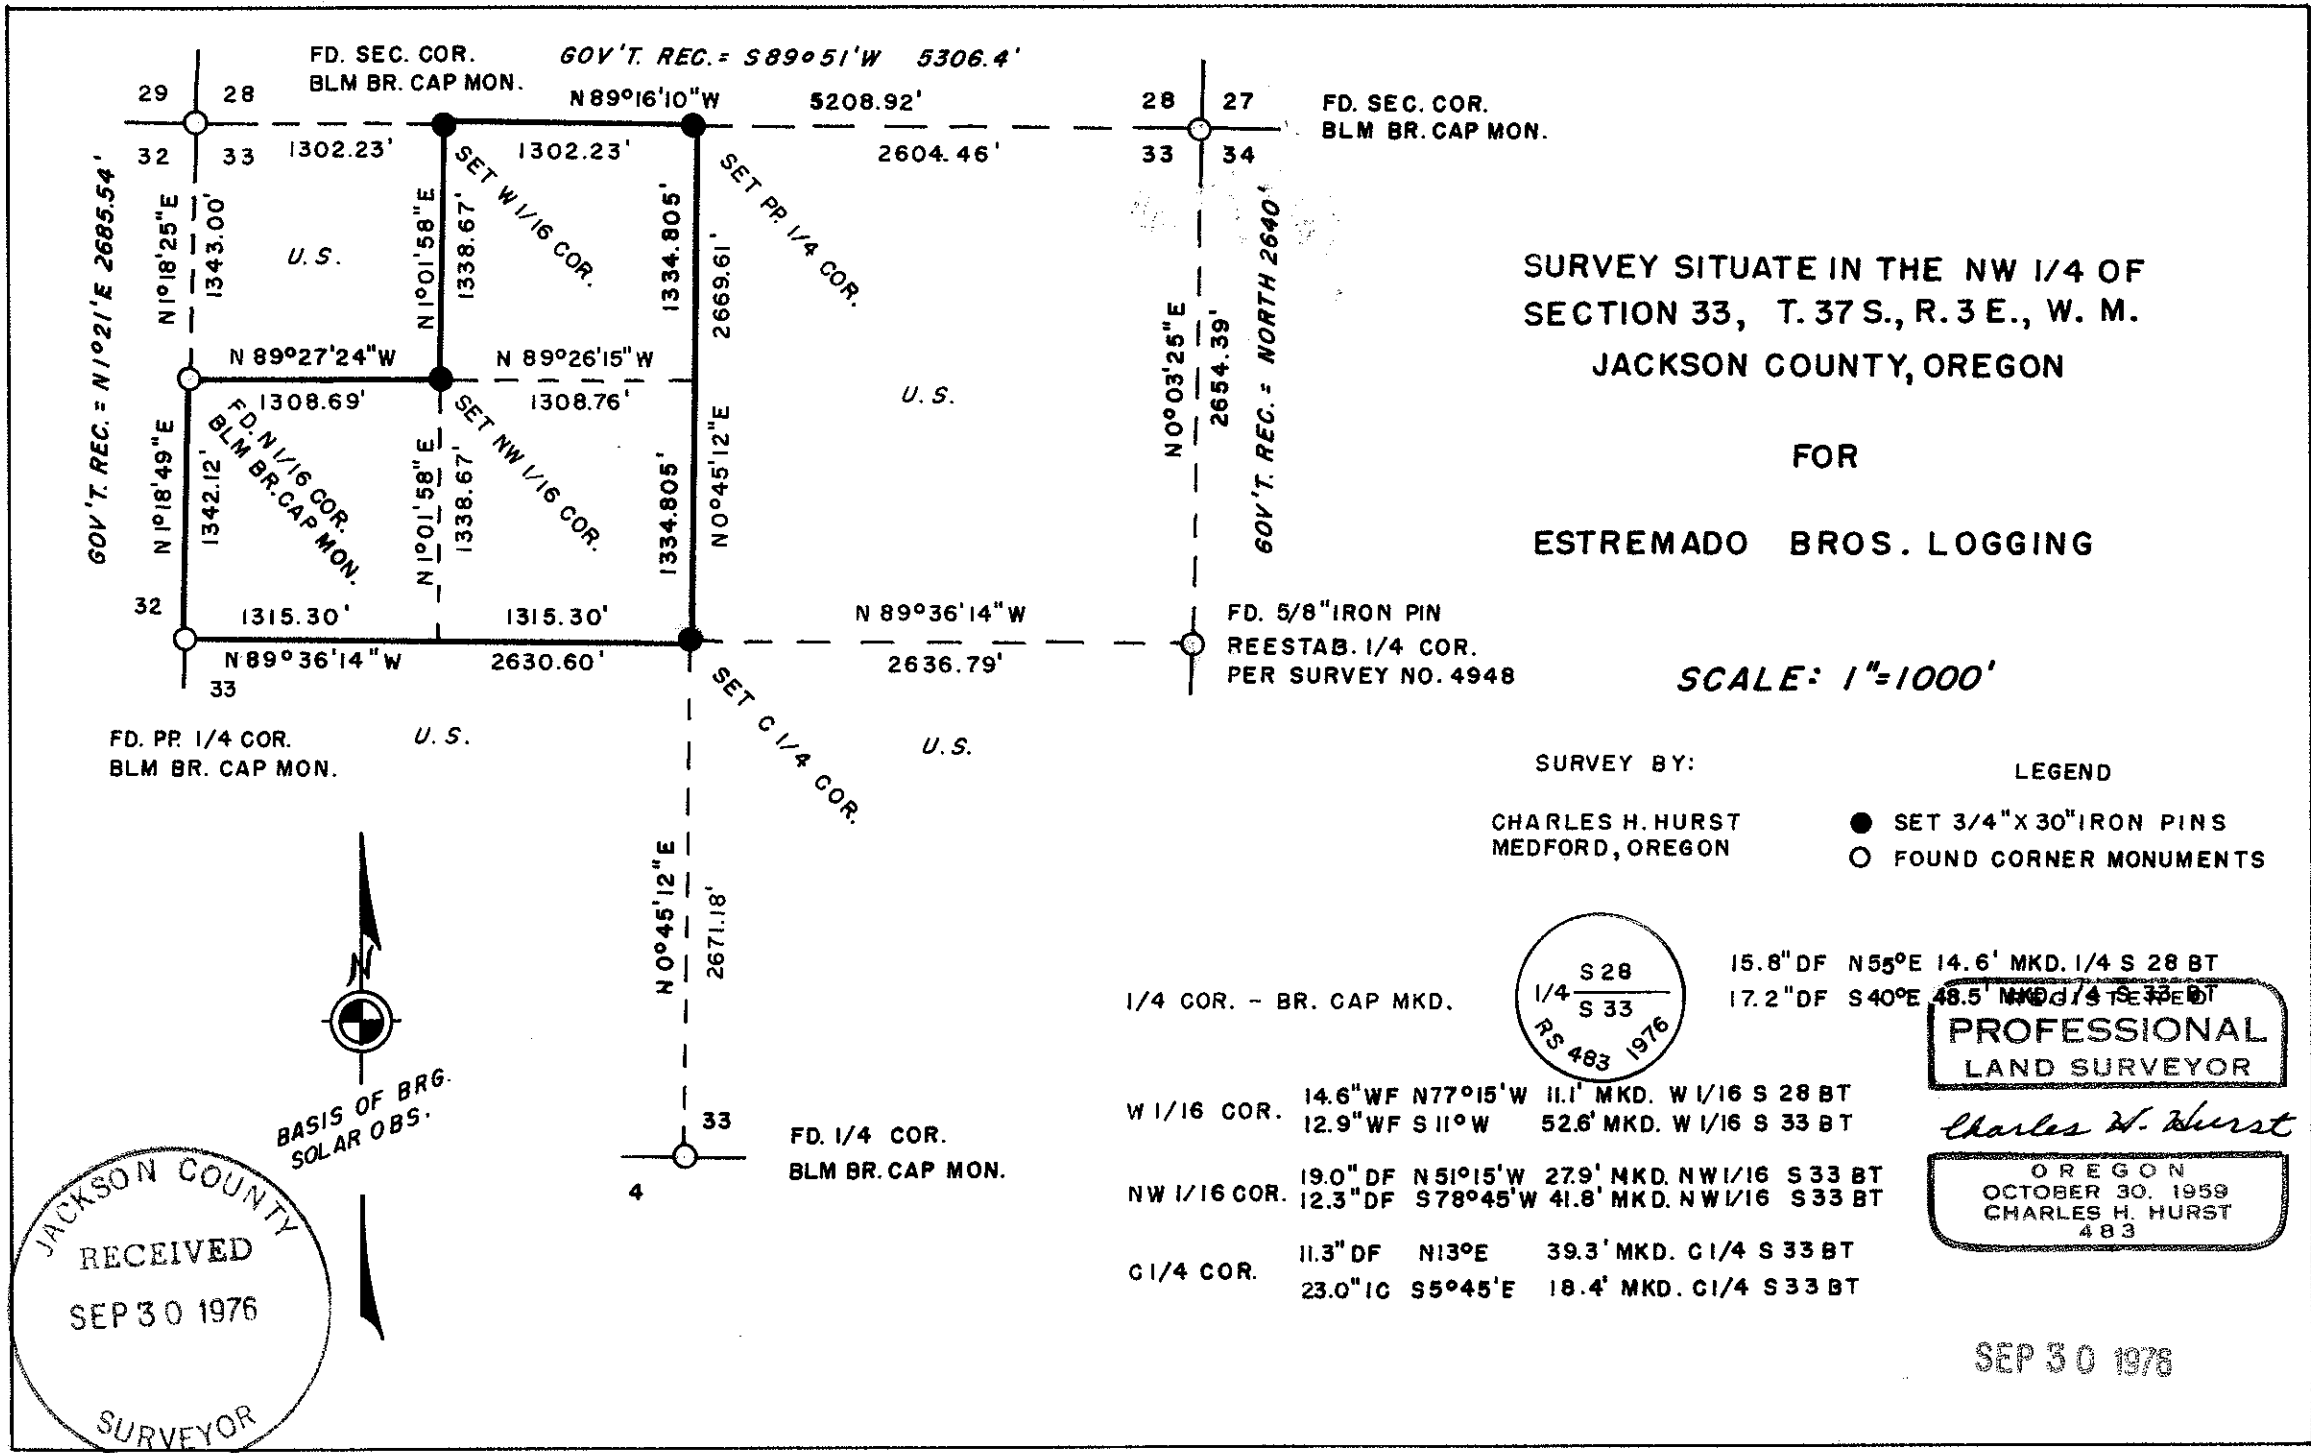 FD. SEC. COR.
BLM BR. CAP MON.
GOV'T. REC. = S89°51'W 5306.4'
N89°16'10"W 5208.92'
29 28
32 33
1302.23'
1302.23'
2604.46'
28 27
33 34
FD. SEC. COR.
BLM BR. CAP MON.
GOV'T. REC. = N1°21'E 2685.54'
N1°18'25"E
1343.00'
U.S.
N1°01'58"E
1338.67'
SET W 1/16 COR.
1334.805'
2669.61'
SET PP. 1/4 COR.
N 89°27'24"W
1308.69'
N 89°26'15"W
1308.76'
U.S.
N0°03'25"E
2654.39'
GOV'T. REC. = NORTH 2640'
N1°18'49"E
1342.12'
FD. N 1/16 COR.
BLM BR. CAP MON.
N1°01'58"E
1338.67'
SET NW 1/16 COR.
1334.805'
N0°45'12"E
32
1315.30'
1315.30'
N89°36'14"W 2630.60'
33
N 89°36'14"W
2636.79'
FD. 5/8" IRON PIN
REESTAB. 1/4 COR.
PER SURVEY NO. 4948
FD. PP. 1/4 COR.
BLM BR. CAP MON.
U.S.
SET C 1/4 COR.
U.S.
N 0°45'12"E
2671.18'
33
4
FD. 1/4 COR.
BLM BR. CAP MON.
N
BASIS OF BRG.
SOLAR OBS.
JACKSON COUNTY
RECEIVED
SEP 30 1976
SURVEYOR
SURVEY SITUATE IN THE NW 1/4 OF
SECTION 33, T. 37 S., R. 3 E., W. M.
JACKSON COUNTY, OREGON
FOR
ESTREMADO BROS. LOGGING
SCALE: 1"=1000'
SURVEY BY:
CHARLES H. HURST
MEDFORD, OREGON
LEGEND
SET 3/4" X 30" IRON PINS
FOUND CORNER MONUMENTS
1/4 COR. - BR. CAP MKD.
1/4 S 28
S 33
RS 483 1976
15.8" DF N55°E 14.6' MKD. 1/4 S 28 BT
17.2" DF S40°E 48.5' MKD. 1/4 S 33 BT
W 1/16 COR.
14.6" WF N77°15'W 11.1' MKD. W 1/16 S 28 BT
12.9" WF S 11°W 52.6' MKD. W 1/16 S 33 BT
NW 1/16 COR.
19.0" DF N51°15'W 27.9' MKD. NW 1/16 S 33 BT
12.3" DF S78°45'W 41.8' MKD. NW 1/16 S 33 BT
C 1/4 COR.
11.3" DF N13°E 39.3' MKD. C 1/4 S 33 BT
23.0" IC S5°45'E 18.4' MKD. C 1/4 S 33 BT
REGISTERED
PROFESSIONAL
LAND SURVEYOR
Charles H. Hurst
OREGON
OCTOBER 30, 1959
CHARLES H. HURST
483
SEP 30 1976